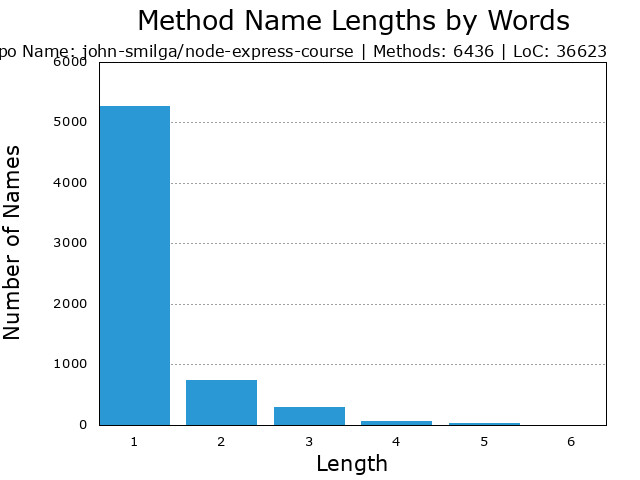 Method Name Lengths by Words
po Name: john-smilga/node-express-course | Methods: 6436 | LoC: 36623
Number of Names
6000
5000
4000
3000
2000
1000
0
1 2 3 4 5 6
Length